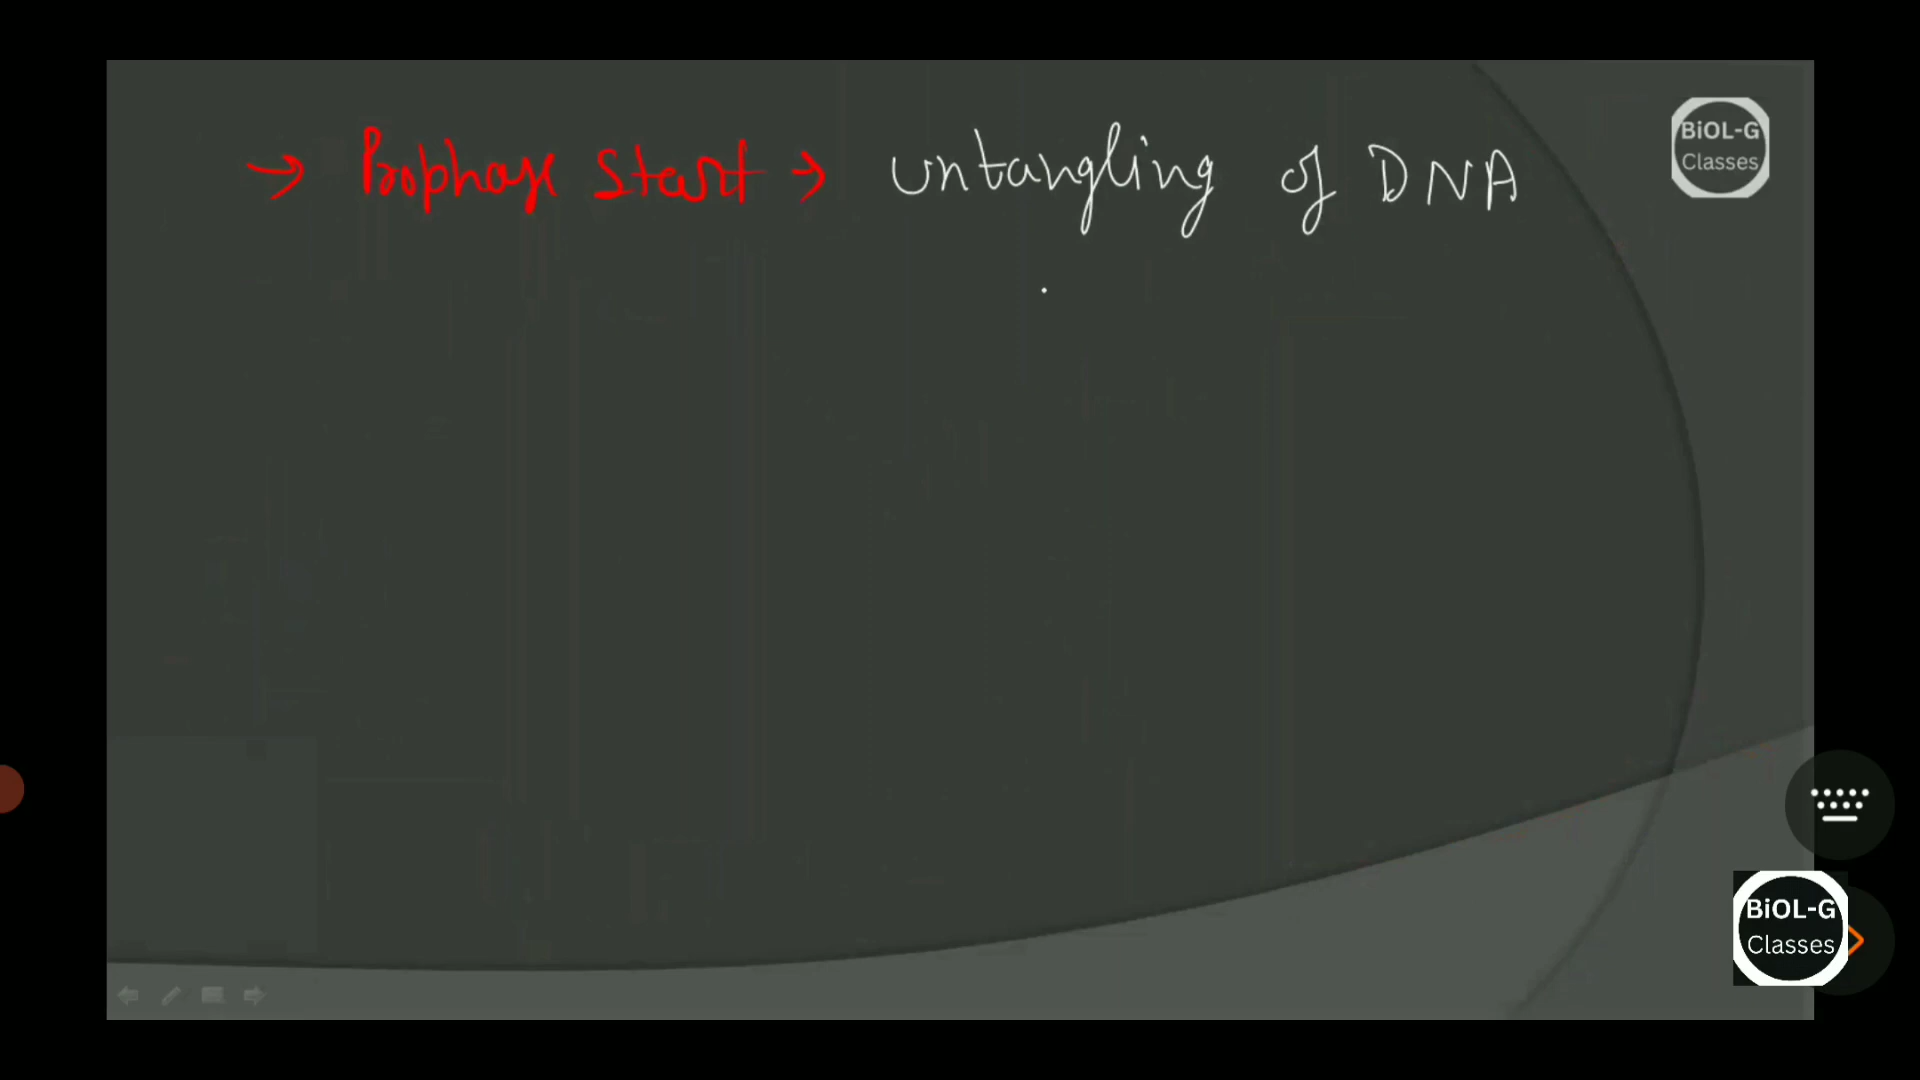 → Prophase Start → untangling of DNA
BiOL-G
Classes
BiOL-G
Classes